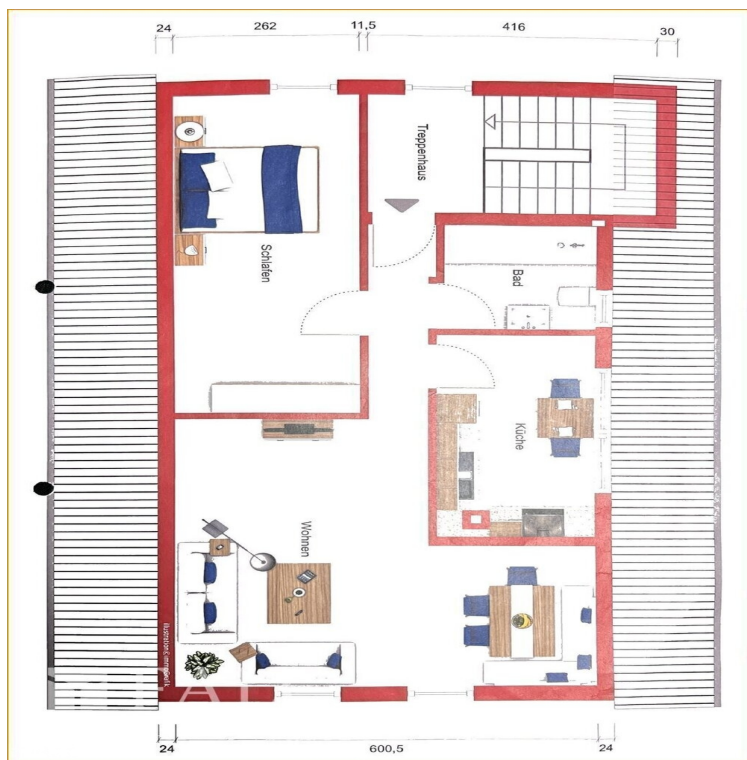 24 262 11,5 416 30
Treppenhaus
Schlafen
Bad
Küche
Wohnen
24 600,5 24